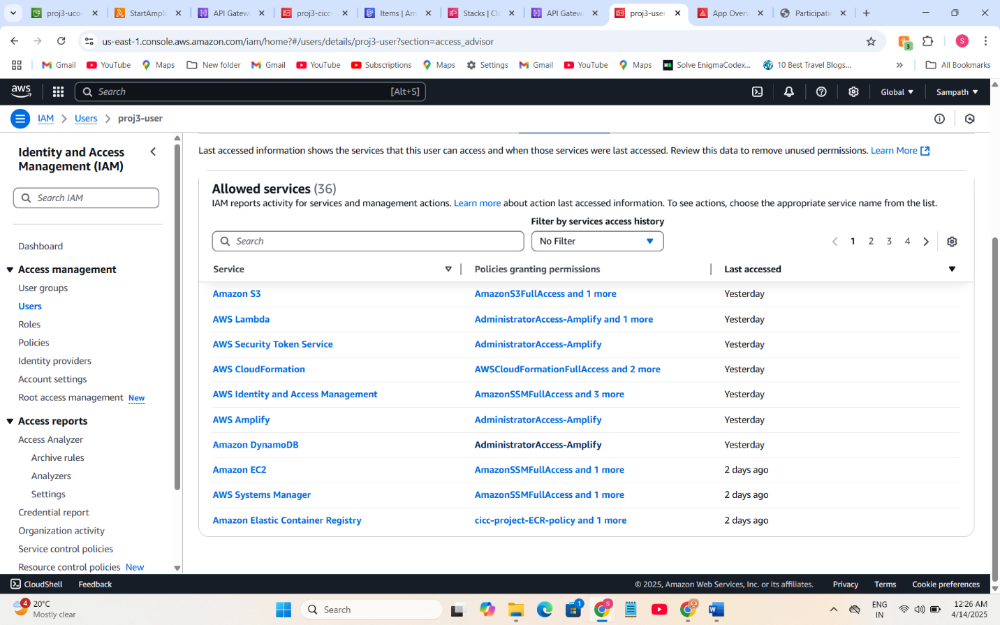 proj3-uco-
StartAmpli
API Gatew
proj3-cicc-
Items | Am
Stacks | Cl
API Gatew
proj3-user
App Over
Participati
us-east-1.console.aws.amazon.com/iam/home?#/users/details/proj3-user?section=access_advisor
3
S
Gmail
YouTube
Maps
New folder
Gmail
YouTube
Subscriptions
Maps
Settings
Gmail
YouTube
Maps
Solve EnigmaCodex...
10 Best Travel Blogs...
All Bookmarks
aws
Search
[Alt+S]
Global
Sampath
IAM
Users
proj3-user
Identity and Access
Management (IAM)
Search IAM
Dashboard
Access management
User groups
Users
Roles
Policies
Identity providers
Account settings
Root access management New
Access reports
Access Analyzer
Archive rules
Analyzers
Settings
Credential report
Organization activity
Service control policies
Resource control policies New
Last accessed information shows the services that this user can access and when those services were last accessed. Review this data to remove unused permissions. Learn More
Allowed services (36)
IAM reports activity for services and management actions. Learn more about action last accessed information. To see actions, choose the appropriate service name from the list.
Filter by services access history
Search
No Filter
1 2 3 4
Service Policies granting permissions Last accessed
Amazon S3 AmazonS3FullAccess and 1 more Yesterday
AWS Lambda AdministratorAccess-Amplify and 1 more Yesterday
AWS Security Token Service AdministratorAccess-Amplify Yesterday
AWS CloudFormation AWSCloudFormationFullAccess and 2 more Yesterday
AWS Identity and Access Management AmazonSSMFullAccess and 3 more Yesterday
AWS Amplify AdministratorAccess-Amplify Yesterday
Amazon DynamoDB AdministratorAccess-Amplify Yesterday
Amazon EC2 AmazonSSMFullAccess and 1 more 2 days ago
AWS Systems Manager AmazonSSMFullAccess and 1 more 2 days ago
Amazon Elastic Container Registry cicc-project-ECR-policy and 1 more 2 days ago
CloudShell
Feedback
© 2025, Amazon Web Services, Inc. or its affiliates.
Privacy
Terms
Cookie preferences
4
20°C
Mostly clear
Search
1
S
ENG
IN
12:26 AM
4/14/2025